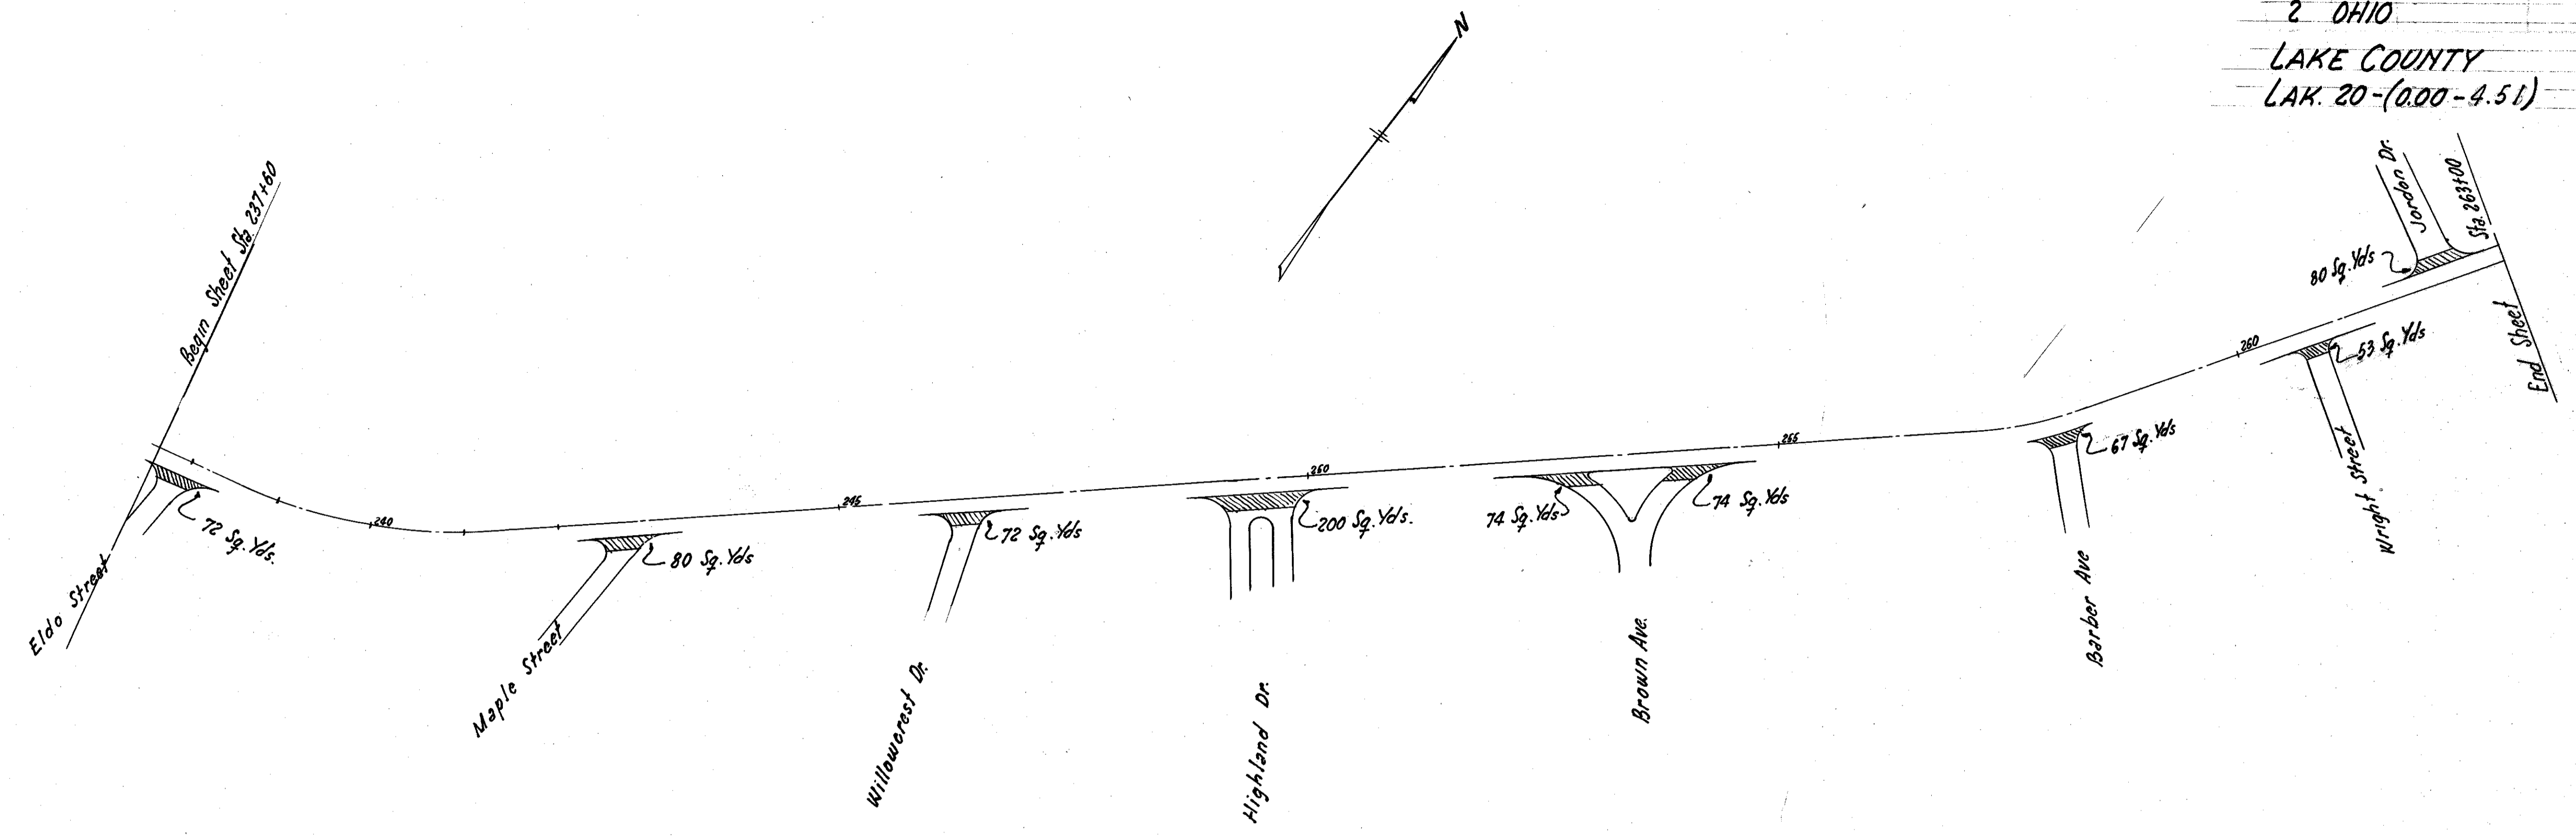 2 OHIO
LAKE COUNTY
LAK. 20-(0.00-4.51)
N
Begin Sheet Sta. 237+60
Jordon Dr.
Sta. 263+00
80 Sq. Yds
End Sheet
260
53 Sq. Yds
Wright Street
72 Sq. Yds.
Eldo Street
240
80 Sq. Yds
Maple Street
245
72 Sq. Yds
Willowcrest Dr.
250
200 Sq. Yds.
Highland Dr.
74 Sq. Yds
74 Sq. Yds
Brown Ave.
255
67 Sq. Yds
Barber Ave